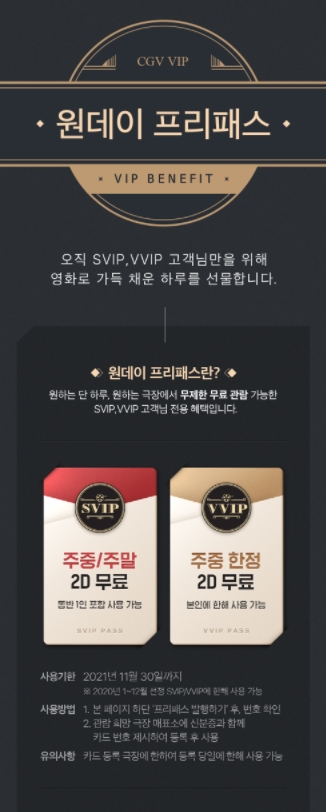 CGV VIP
원데이 프리패스
VIP BENEFIT
오직 SVIP,VVIP 고객님만을 위해
영화로 가득 채운 하루를 선물합니다.
원데이 프리패스란?
원하는 단 하루, 원하는 극장에서 무제한 무료 관람 가능한
SVIP,VVIP 고객님 전용 혜택입니다.
SVIP
주중/주말
2D 무료
동반 1인 포함 사용 가능
SVIP PASS
VVIP
주중 한정
2D 무료
본인에 한해 사용 가능
VVIP PASS
사용기한 2021년 11월 30일까지
※ 2020년 1~12월 선정 SVIP,VVIP에 한해 사용 가능
사용방법 1. 본 페이지 하단 '프리패스 발행하기' 후, 번호 확인
2. 관람 희망 극장 매표소에 신분증과 함께
카드 번호 제시하여 등록 후 사용
유의사항 카드 등록 극장에 한하여 등록 당일에 한해 사용 가능